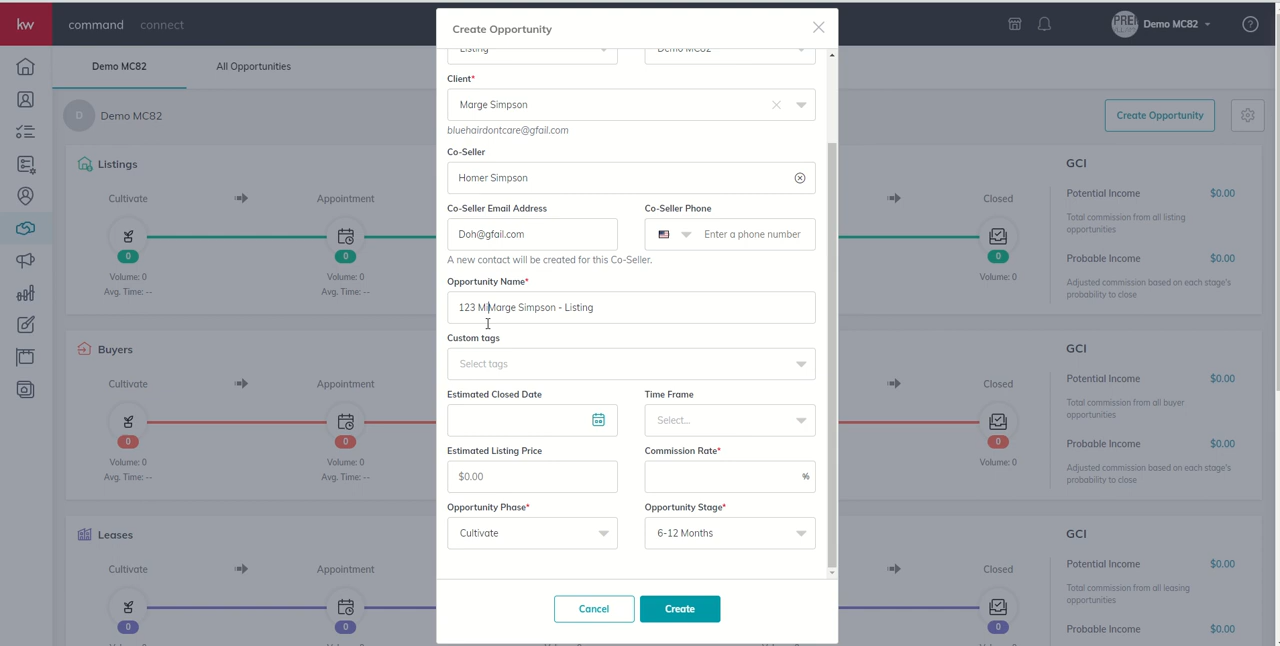 kw command connect PRE Demo MC82
Demo MC82 All Opportunities
D Demo MC82 Create Opportunity
Create Opportunity
Listing Demo MC82
Client*
Marge Simpson
bluehairdontcare@gfail.com
Co-Seller
Homer Simpson
Co-Seller Email Address Co-Seller Phone
Doh@gfail.com Enter a phone number
A new contact will be created for this Co-Seller.
Opportunity Name*
123 MiMarge Simpson - Listing
Custom tags
Select tags
Estimated Closed Date Time Frame
Select...
Estimated Listing Price Commission Rate*
$0.00 %
Opportunity Phase* Opportunity Stage*
Cultivate 6-12 Months
Cancel Create
Listings
Cultivate Appointment Closed
0 0 0
Volume: 0 Volume: 0 Volume: 0
Avg. Time: -- Avg. Time: --
GCI
Potential Income $0.00
Total commission from all listing
opportunities
Probable Income $0.00
Adjusted commission based on each stage's
probability to close
Buyers
Cultivate Appointment Closed
0 0 0
Volume: 0 Volume: 0 Volume: 0
Avg. Time: -- Avg. Time: --
GCI
Potential Income $0.00
Total commission from all buyer
opportunities
Probable Income $0.00
Adjusted commission based on each stage's
probability to close
Leases
Cultivate Appointment Closed
0 0 0
GCI
Potential Income $0.00
Total commission from all leasing
opportunities
Probable Income $0.00